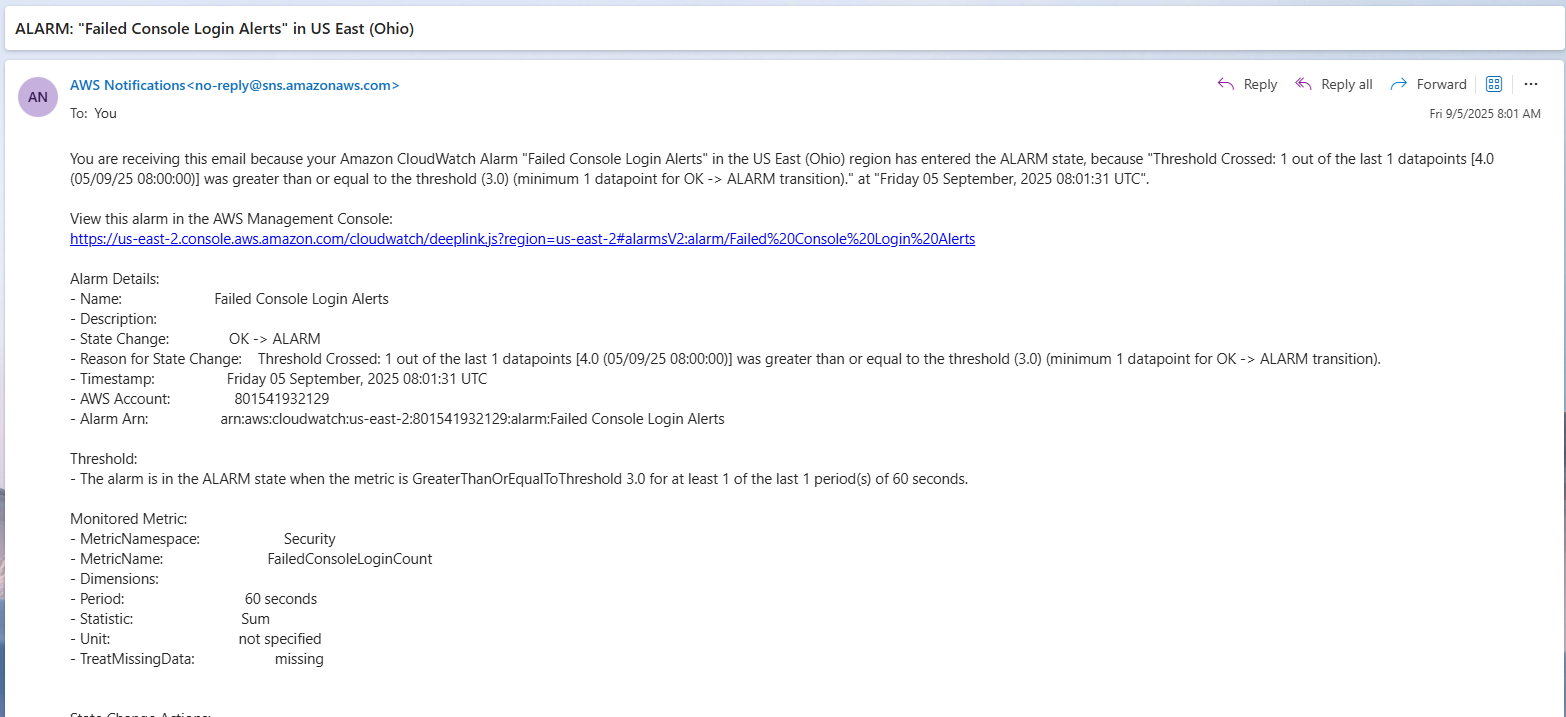 ALARM: "Failed Console Login Alerts" in US East (Ohio)
AN
AWS Notifications<no-reply@sns.amazonaws.com>
Reply
Reply all
Forward
To: You
Fri 9/5/2025 8:01 AM
You are receiving this email because your Amazon CloudWatch Alarm "Failed Console Login Alerts" in the US East (Ohio) region has entered the ALARM state, because "Threshold Crossed: 1 out of the last 1 datapoints [4.0
(05/09/25 08:00:00)] was greater than or equal to the threshold (3.0) (minimum 1 datapoint for OK -> ALARM transition)." at "Friday 05 September, 2025 08:01:31 UTC".
View this alarm in the AWS Management Console:
https://us-east-2.console.aws.amazon.com/cloudwatch/deeplink.js?region=us-east-2#alarmsV2:alarm/Failed%20Console%20Login%20Alerts
Alarm Details:
- Name: Failed Console Login Alerts
- Description:
- State Change: OK -> ALARM
- Reason for State Change: Threshold Crossed: 1 out of the last 1 datapoints [4.0 (05/09/25 08:00:00)] was greater than or equal to the threshold (3.0) (minimum 1 datapoint for OK -> ALARM transition).
- Timestamp: Friday 05 September, 2025 08:01:31 UTC
- AWS Account: 801541932129
- Alarm Arn: arn:aws:cloudwatch:us-east-2:801541932129:alarm:Failed Console Login Alerts
Threshold:
- The alarm is in the ALARM state when the metric is GreaterThanOrEqualToThreshold 3.0 for at least 1 of the last 1 period(s) of 60 seconds.
Monitored Metric:
- MetricNamespace: Security
- MetricName: FailedConsoleLoginCount
- Dimensions:
- Period: 60 seconds
- Statistic: Sum
- Unit: not specified
- TreatMissingData: missing
State Change Actions: